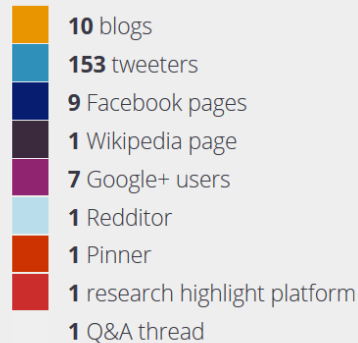 10 blogs
153 tweeters
9 Facebook pages
1 Wikipedia page
7 Google+ users
1 Redditor
1 Pinner
1 research highlight platform
1 Q&A thread